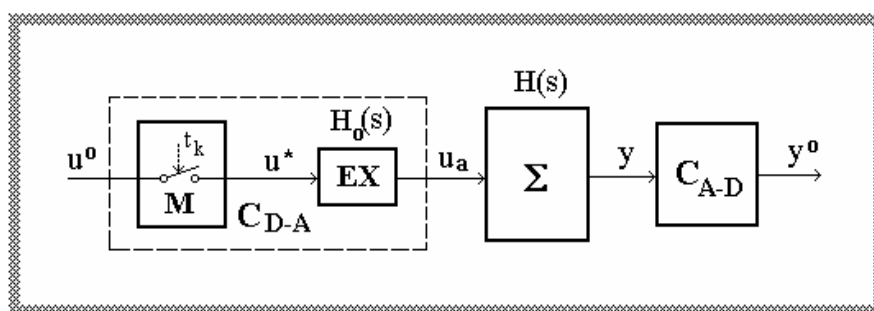 H(s)
H₀(s)
t_k
u⁰ u* EX u_a Σ y C_A-D y⁰
M
C_D-A